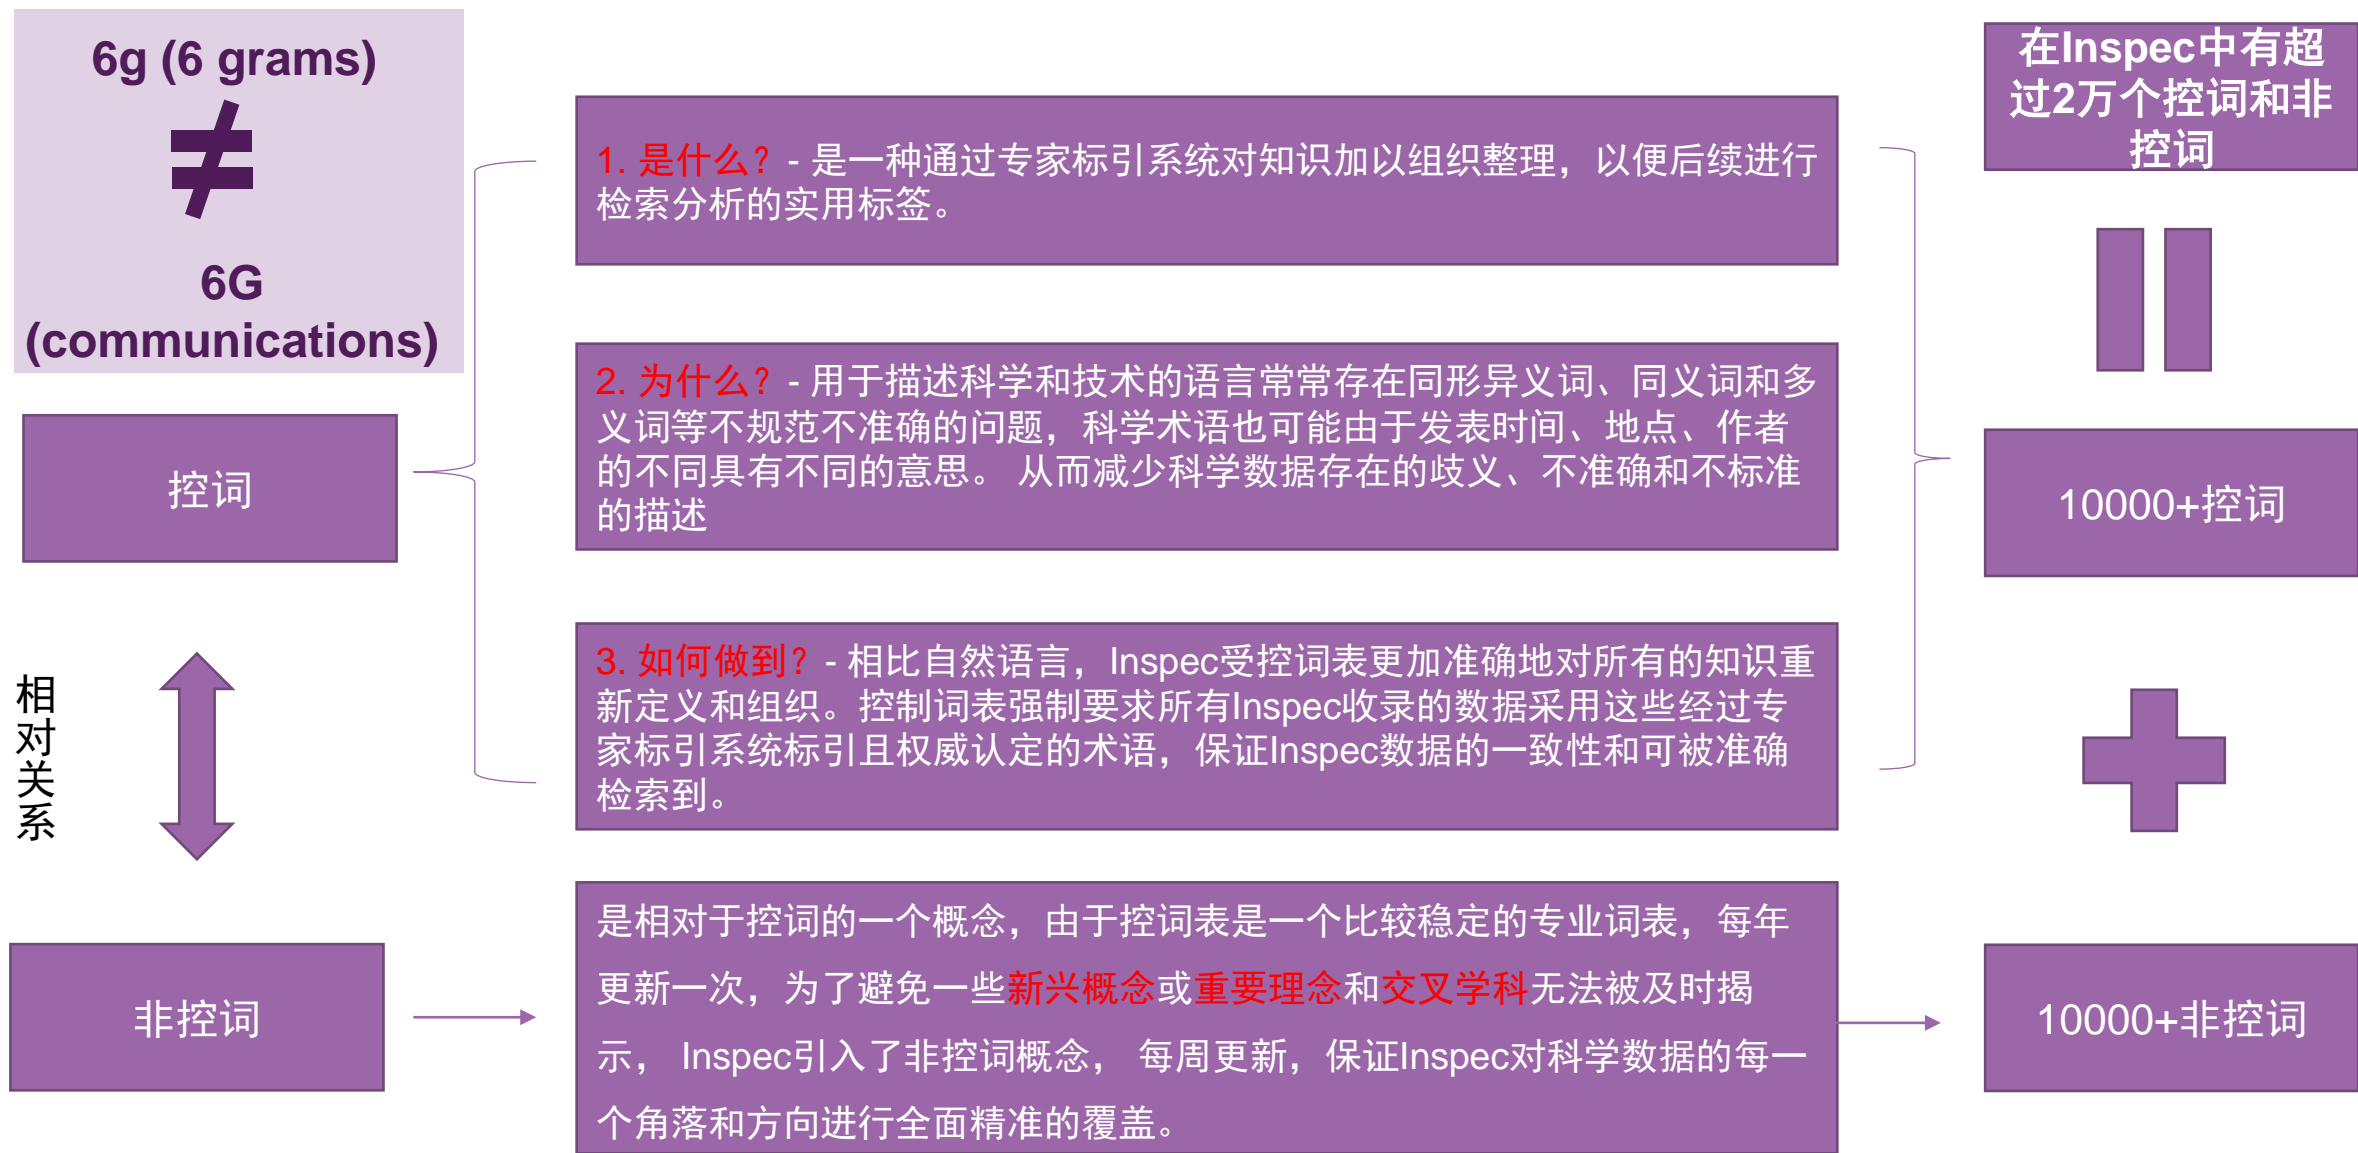 6g (6 grams)
≠
6G
(communications)
控词
相对关系
非控词
1. 是什么？- 是一种通过专家标引系统对知识加以组织整理，以便后续进行
检索分析的实用标签。
2. 为什么？- 用于描述科学和技术的语言常常存在同形异义词、同义词和多
义词等不规范不准确的问题，科学术语也可能由于发表时间、地点、作者
的不同具有不同的意思。 从而减少科学数据存在的歧义、不准确和不标准
的描述
3. 如何做到？- 相比自然语言，Inspec受控词表更加准确地对所有的知识重
新定义和组织。控制词表强制要求所有Inspec收录的数据采用这些经过专
家标引系统标引且权威认定的术语，保证Inspec数据的一致性和可被准确
检索到。
是相对于控词的一个概念，由于控词表是一个比较稳定的专业词表，每年
更新一次，为了避免一些新兴概念或重要理念和交叉学科无法被及时揭
示， Inspec引入了非控词概念， 每周更新，保证Inspec对科学数据的每一
个角落和方向进行全面精准的覆盖。
在Inspec中有超
过2万个控词和非
控词
10000+控词
10000+非控词